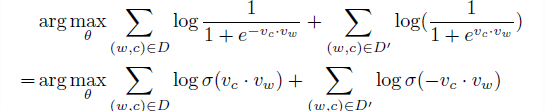 arg max_θ ∑_{(w,c)∈D} log 1/(1 + e^{-v_c·v_w}) + ∑_{(w,c)∈D′} log(1/(1 + e^{v_c·v_w}))
= arg max_θ ∑_{(w,c)∈D} log σ(v_c · v_w) + ∑_{(w,c)∈D′} log σ(−v_c · v_w)